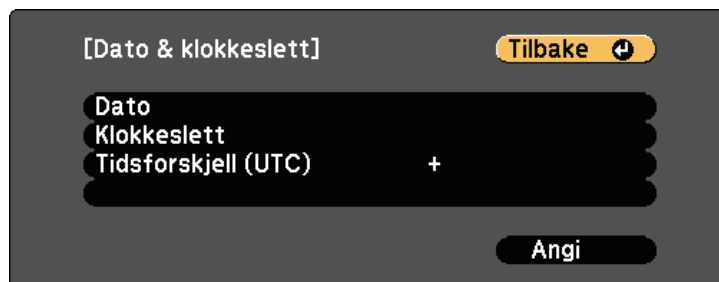 [Dato & klokkeslett] Tilbake
Dato
Klokkeslett
Tidsforskjell (UTC) +
Angi